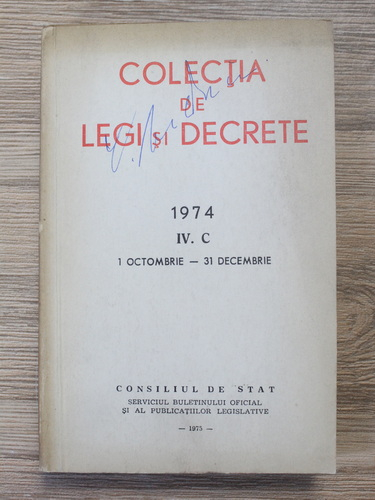 COLECȚIA
DE
LEGI ȘI DECRETE
1974
IV. C
1 OCTOMBRIE — 31 DECEMBRIE
CONSILIUL DE STAT
SERVICIUL BULETINULUI OFICIAL
ȘI AL PUBLICAȚIILOR LEGISLATIVE
— 1975 —